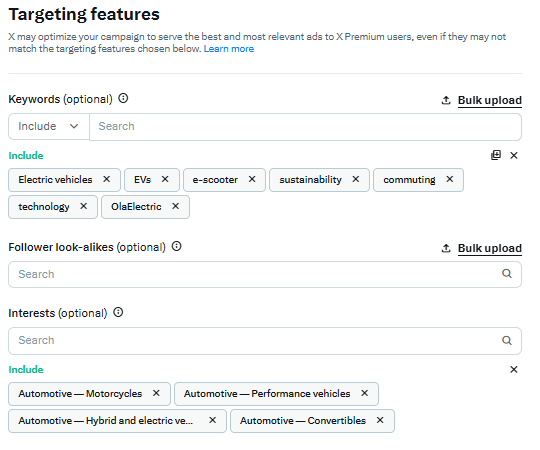 Targeting features
X may optimize your campaign to serve the best and most relevant ads to X Premium users, even if they may not
match the targeting features chosen below. Learn more
Keywords (optional)
Bulk upload
Include
Search
Include
Electric vehicles
EVs
e-scooter
sustainability
commuting
technology
OlaElectric
Follower look-alikes (optional)
Bulk upload
Search
Interests (optional)
Search
Include
Automotive — Motorcycles
Automotive — Performance vehicles
Automotive — Hybrid and electric ve...
Automotive — Convertibles